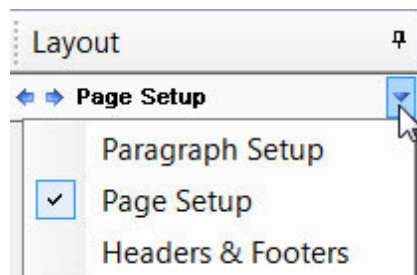 Layout
Page Setup
Paragraph Setup
Page Setup
Headers & Footers